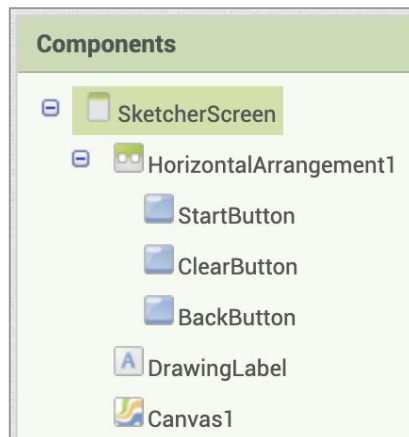 Components
SketcherScreen
HorizontalArrangement1
StartButton
ClearButton
BackButton
A DrawingLabel
Canvas1